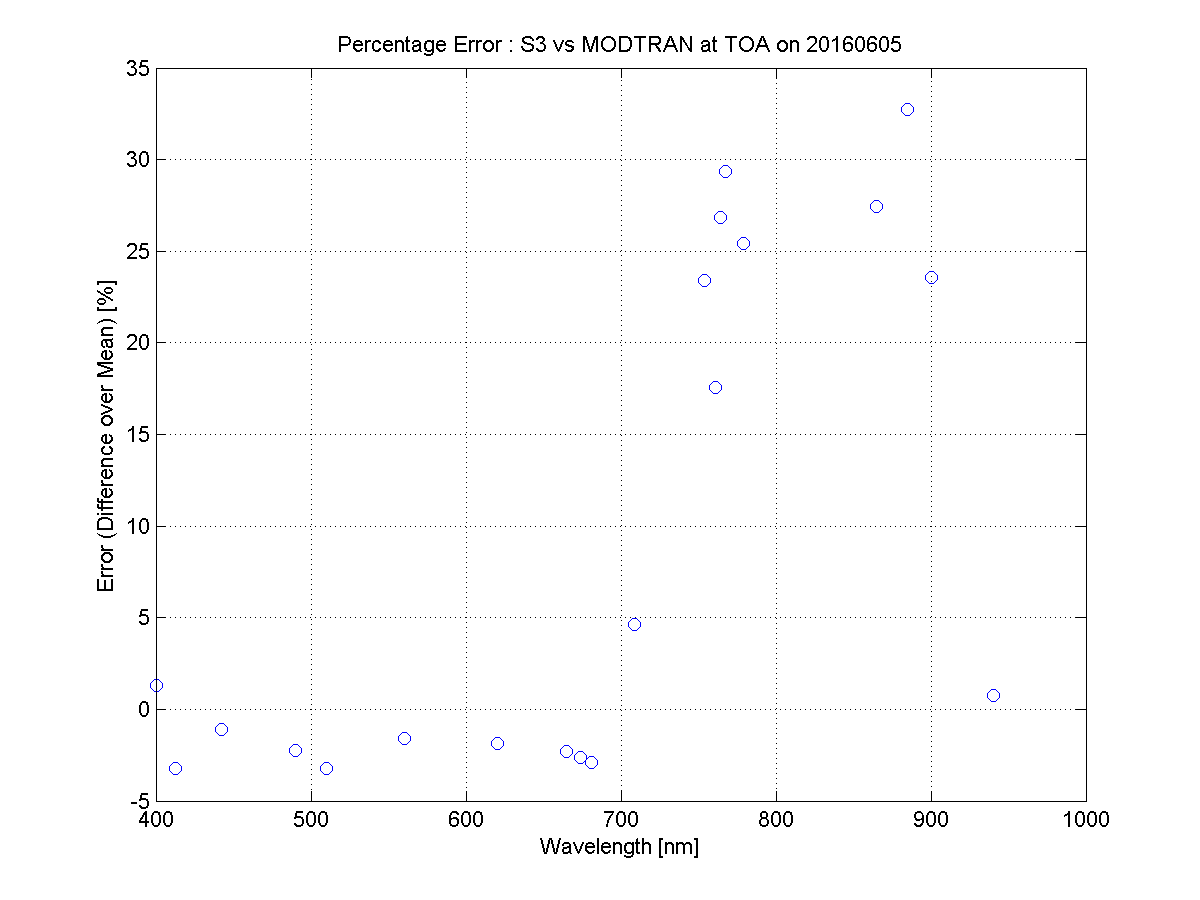 Percentage Error : S3 vs MODTRAN at TOA on 20160605
35
30
25
20
15
10
5
0
-5
Error (Difference over Mean) [%]
400 500 600 700 800 900 1000
Wavelength [nm]